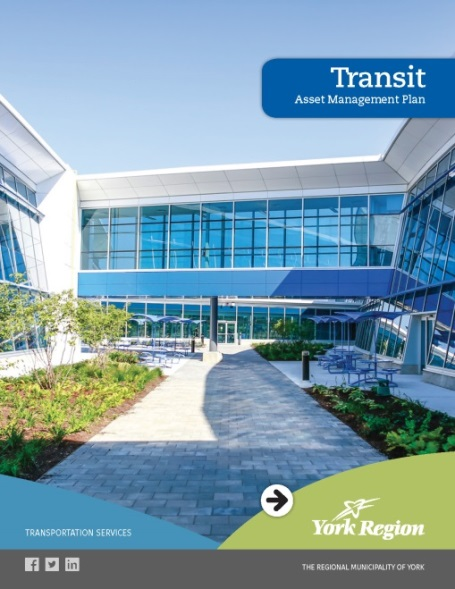 Transit
Asset Management Plan
TRANSPORTATION SERVICES
York Region
THE REGIONAL MUNICIPALITY OF YORK